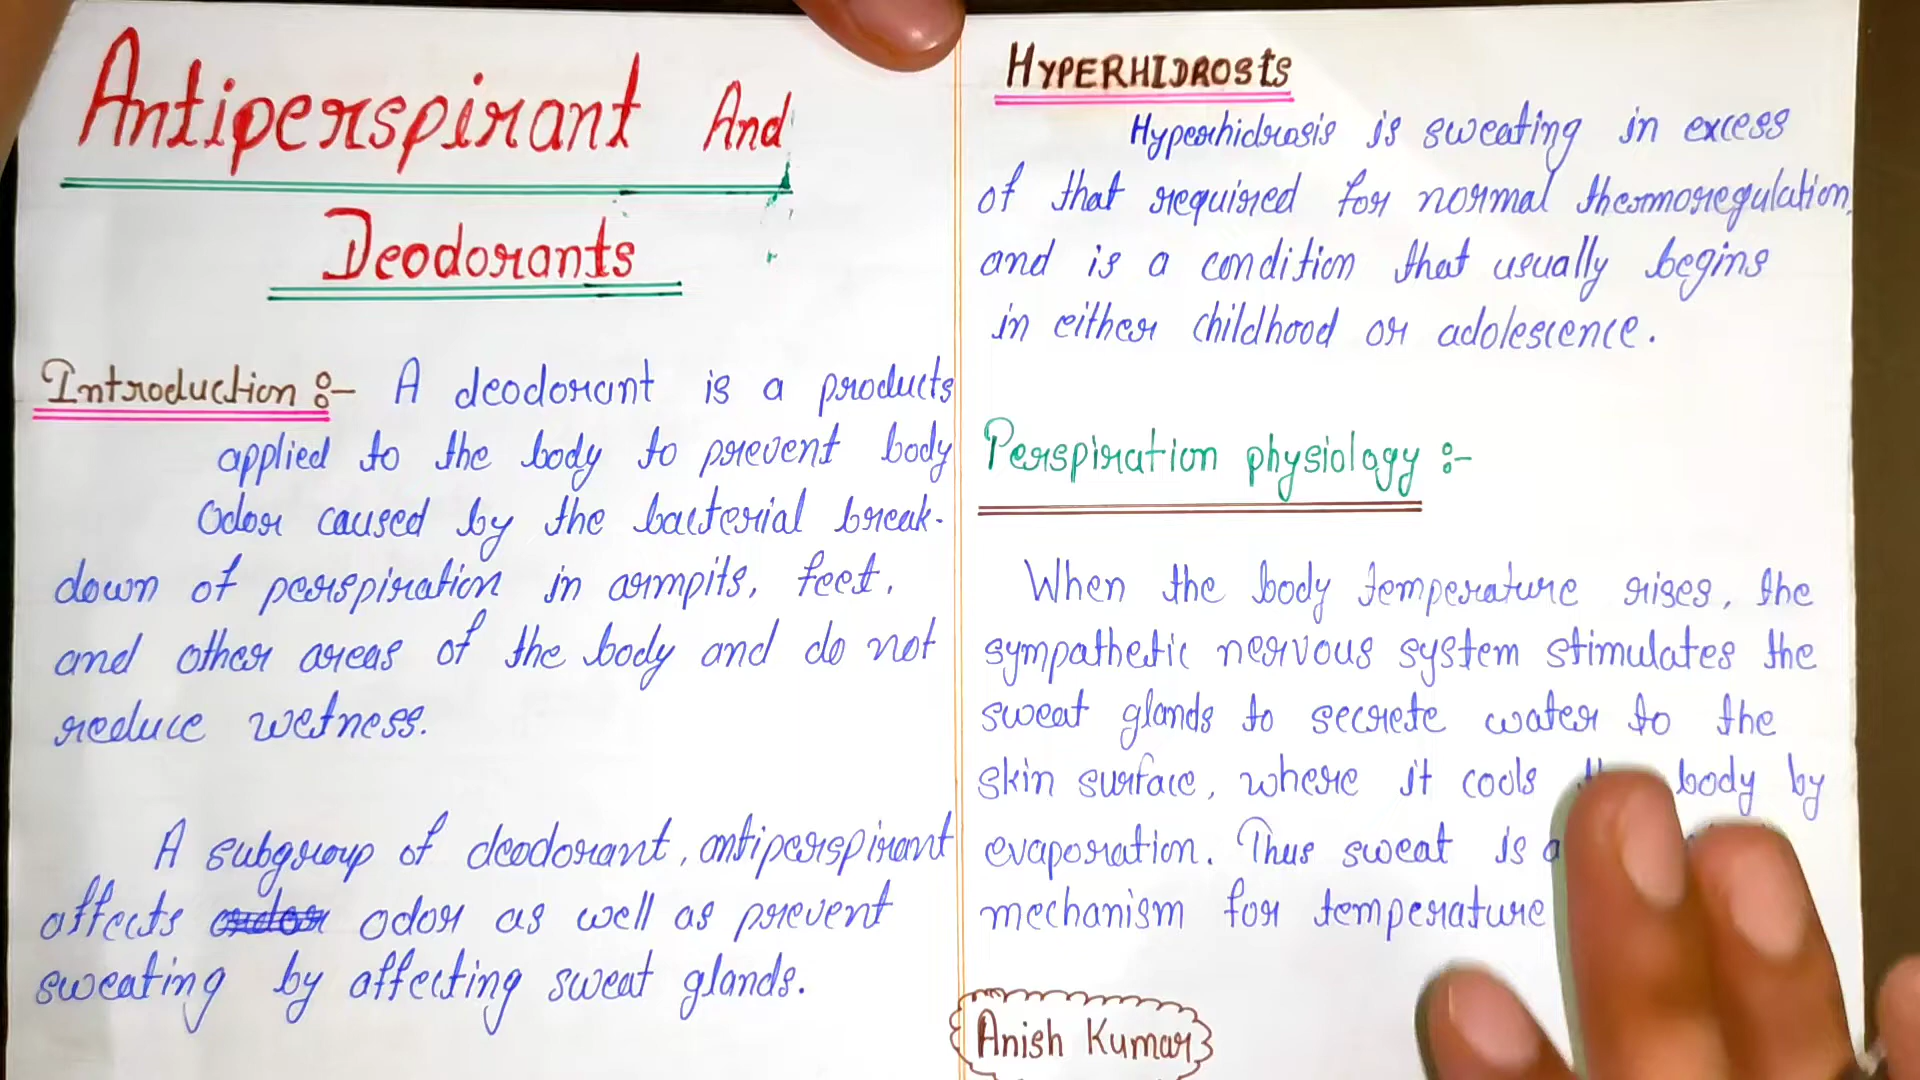 Antiperspirant And
Deodorants
Introduction :- A deodorant is a products
applied to the body to prevent body
Odor caused by the bacterial break-
down of perspiration in armpits, feet,
and other areas of the body and do not
reduce wetness.
A subgroup of deodorant, antiperspirant
affects odor as well as prevent
sweating by affecting sweat glands.
HYPERHIDROSIS
Hyperhidrosis is sweating in excess
of that required for normal thermoregulation,
and is a condition that usually begins
in either childhood or adolescence.
Perspiration physiology :-
When the body temperature rises, the
sympathetic nervous system stimulates the
sweat glands to secrete water to the
skin surface, where it cools body by
evaporation. Thus sweat is
mechanism for temperature
Anish Kumar